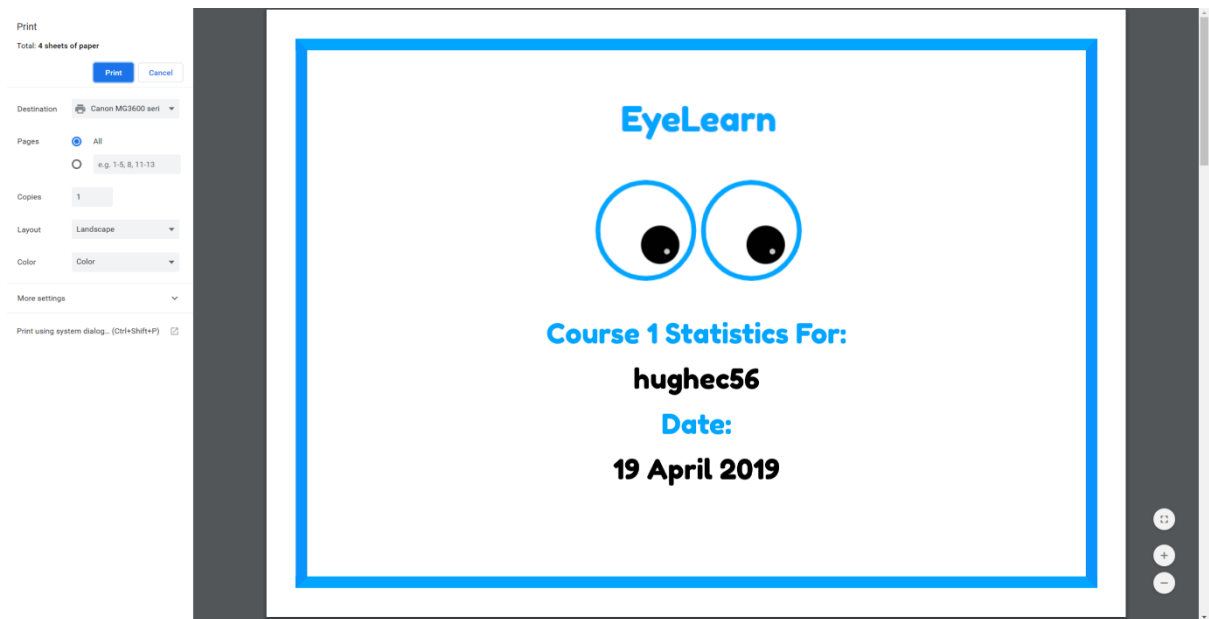 Print
Total: 4 sheets of paper
Print Cancel
Destination Canon MG3600 seri
Pages All
e.g. 1-5, 8, 11-13
Copies 1
Layout Landscape
Color Color
More settings
Print using system dialog... (Ctrl+Shift+P)
EyeLearn
Course 1 Statistics For:
hughec56
Date:
19 April 2019